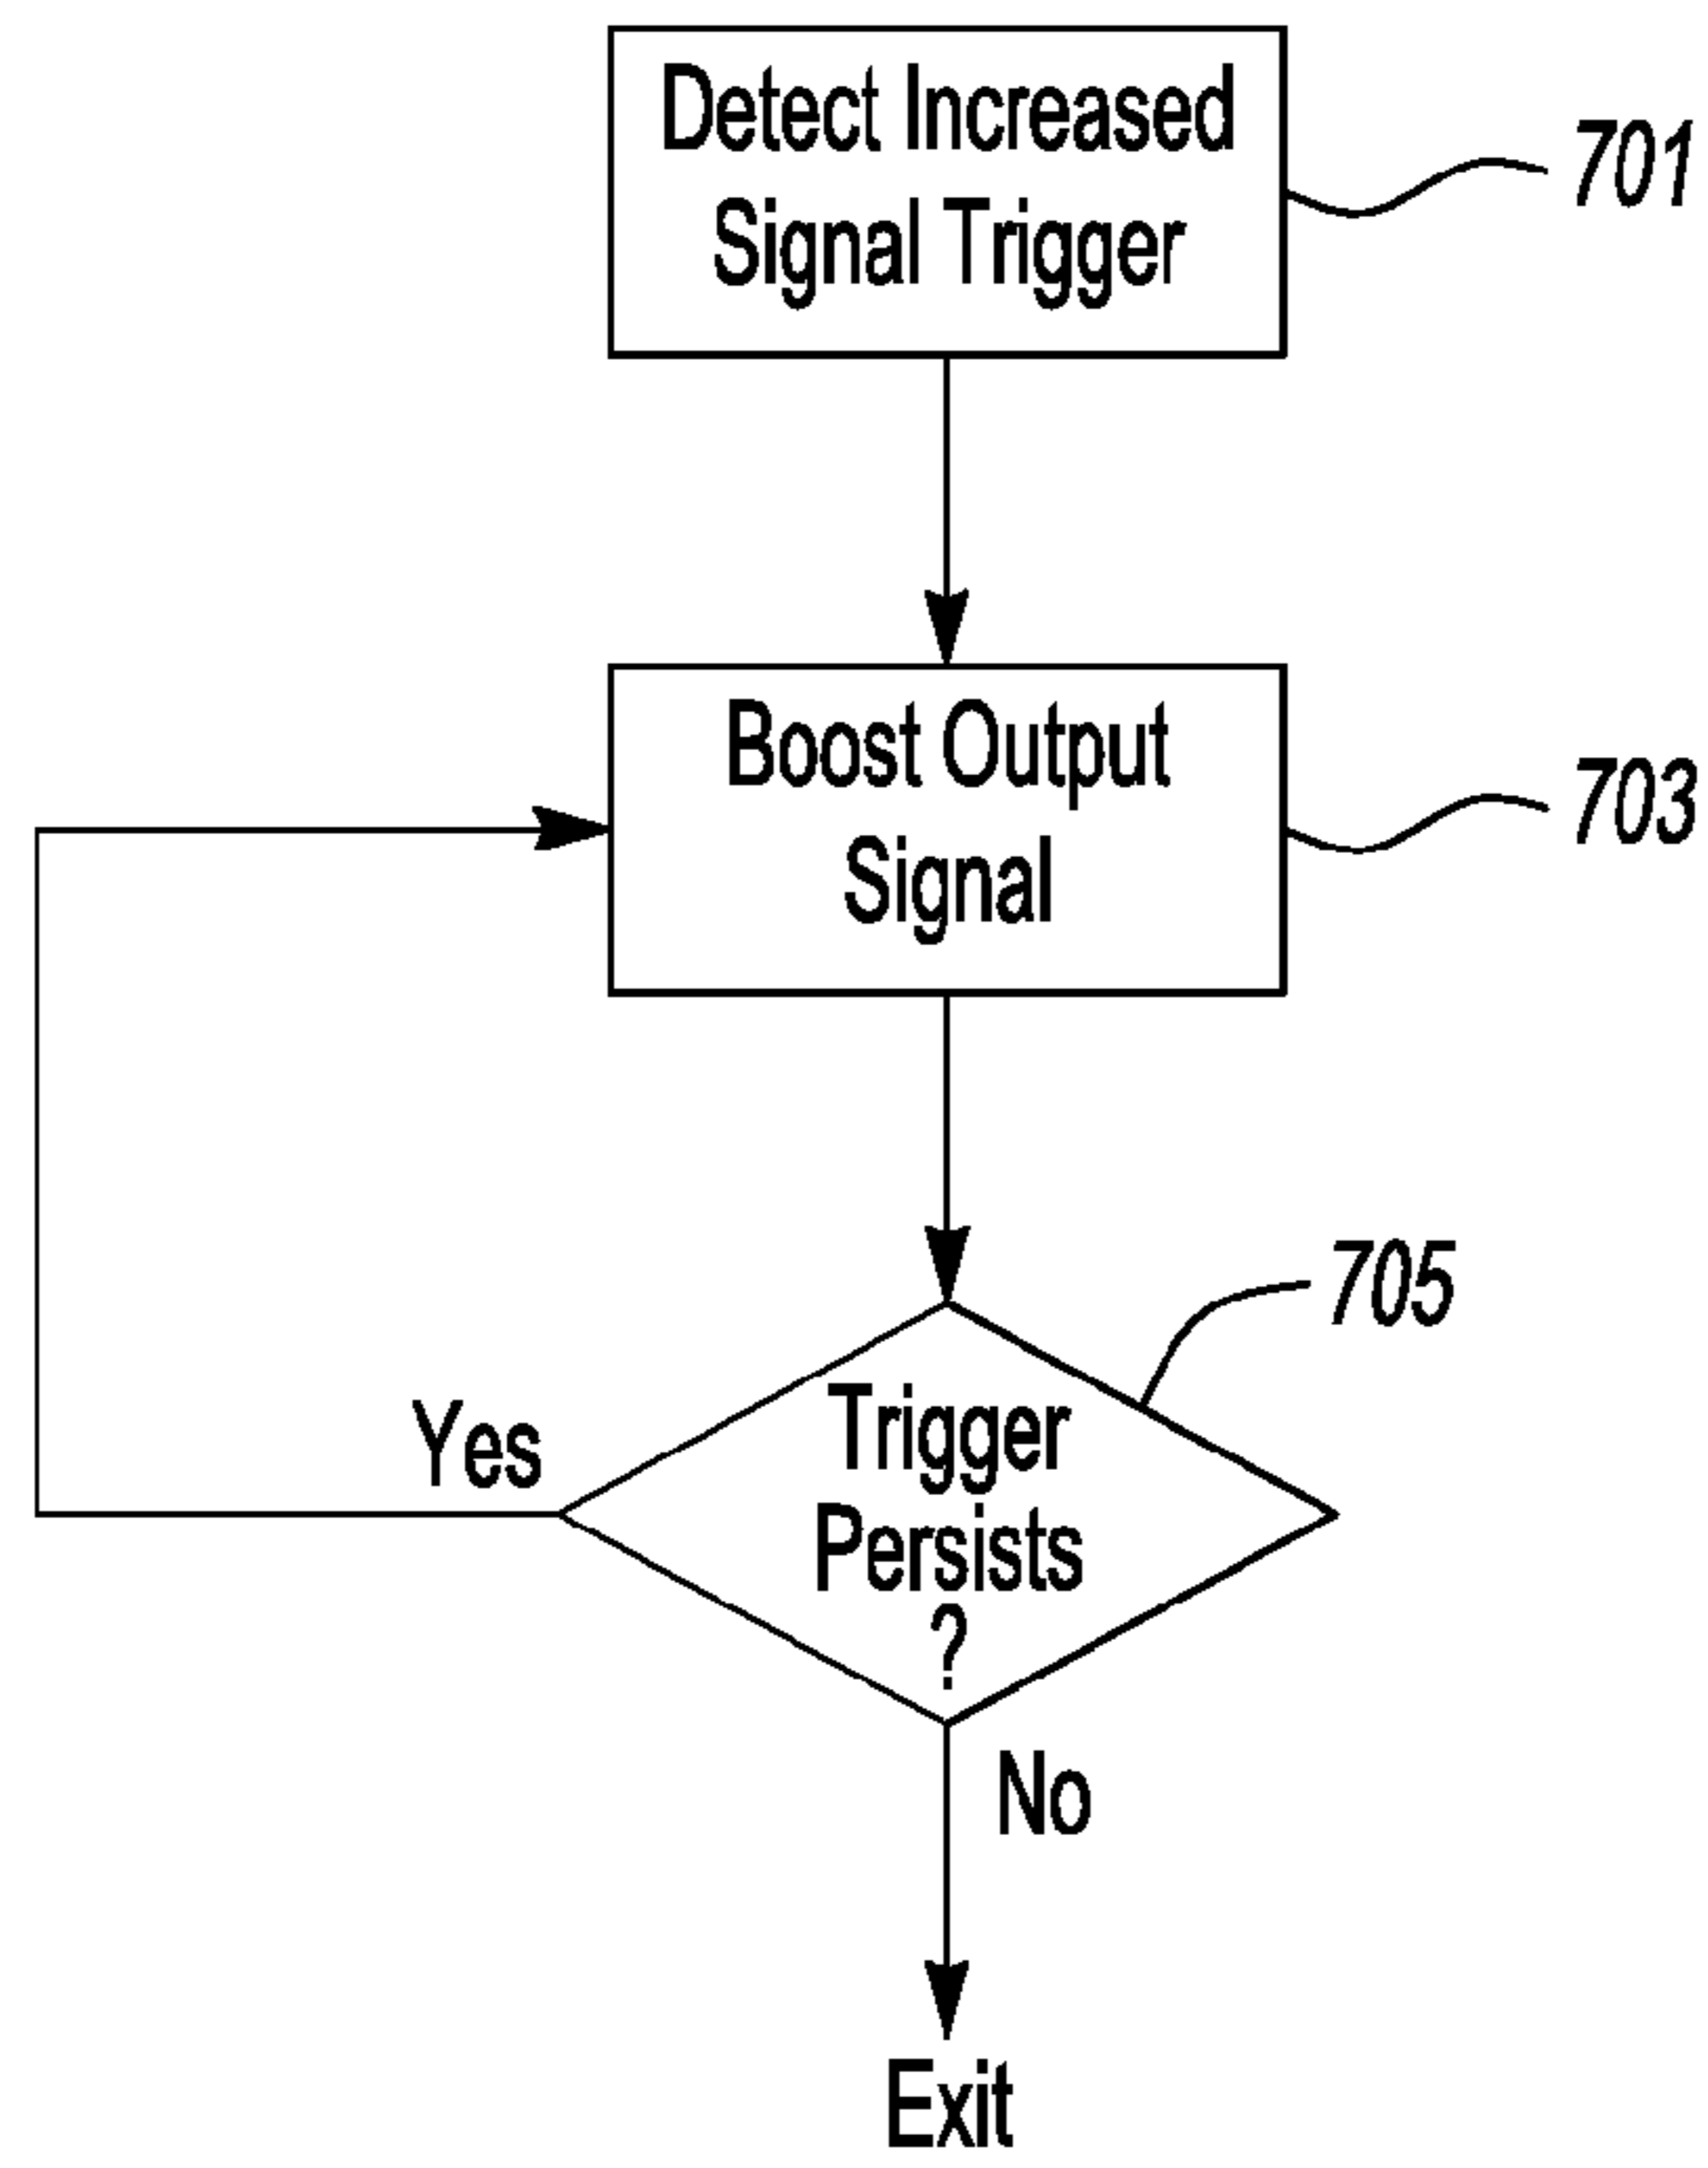 Detect Increased
Signal Trigger
701
Boost Output
Signal
703
705
Yes
Trigger
Persists
?
No
Exit